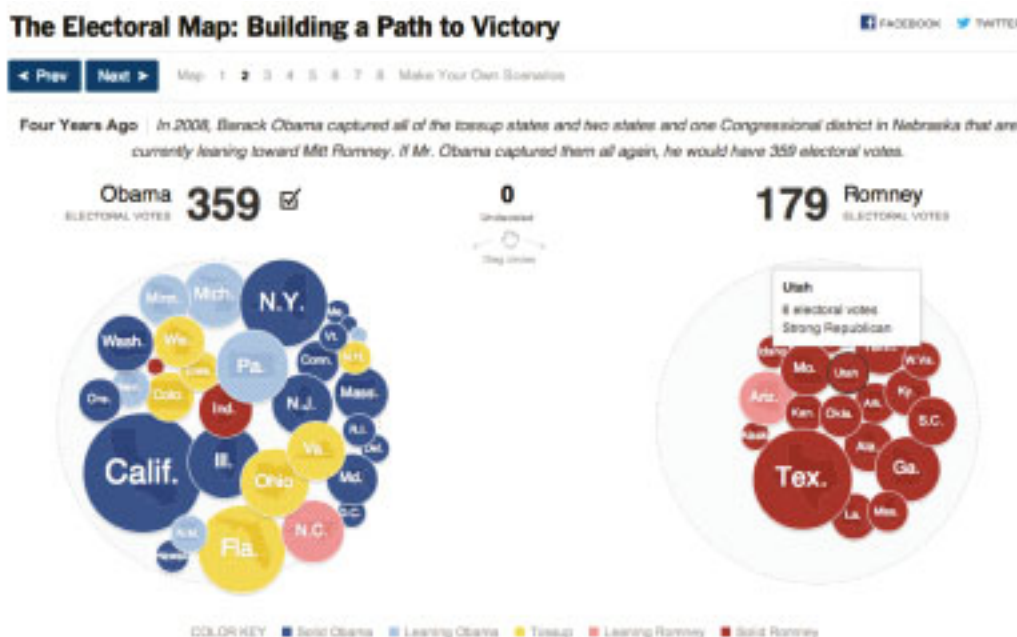 The Electoral Map: Building a Path to Victory
FACEBOOK TWITTE
◄ Prev Next ► Map 1 2 3 4 5 6 7 8 Make Your Own Scenarios
Four Years Ago In 2008, Barack Obama captured all of the tossup states and two states and one Congressional district in Nebraska that are
currently leaning toward Mitt Romney. If Mr. Obama captured them all again, he would have 359 electoral votes.
Obama
ELECTORAL VOTES
359
0
Undecided
Drag circles
179
Romney
ELECTORAL VOTES
Minn.
Mich.
N.Y.
Me.
Wash.
Pa.
Vt.
Conn.
N.H.
Ore.
Colo.
Ind.
N.J.
Mass.
R.I.
Del.
Calif.
Ill.
Va.
Ohio
Md.
D.C.
N.M.
Hawaii
Fla.
N.C.
Utah
6 electoral votes
Strong Republican
Idaho
Mo.
Utah
W.Va.
Ariz.
Kan.
Okla.
Ark.
Ky.
S.C.
Tex.
Ala.
Ga.
La.
Miss.
COLOR KEY Solid Obama Leaning Obama Tossup Leaning Romney Solid Romney